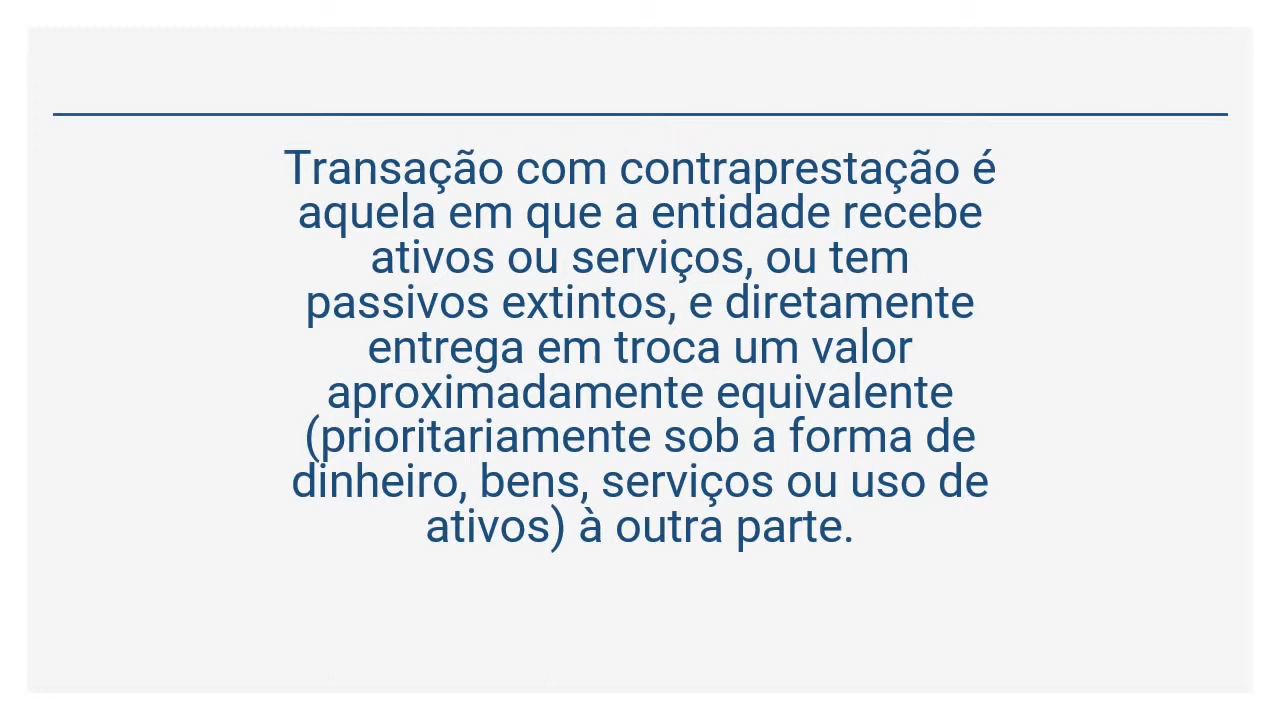 Transação com contraprestação é
aquela em que a entidade recebe
ativos ou serviços, ou tem
passivos extintos, e diretamente
entrega em troca um valor
aproximadamente equivalente
(prioritariamente sob a forma de
dinheiro, bens, serviços ou uso de
ativos) à outra parte.